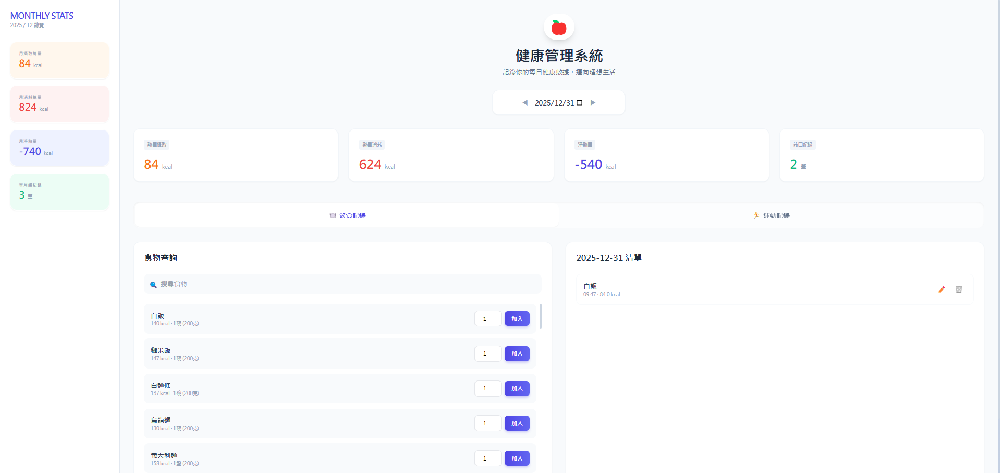 MONTHLY STATS
2025 / 12 總覽
月攝取總量
84 kcal
月消耗總量
824 kcal
月淨熱量
-740 kcal
本月總紀錄
3 筆
健康管理系統
記錄你的每日健康數據，邁向理想生活
2025/12/31
熱量攝取
84 kcal
熱量消耗
624 kcal
淨熱量
-540 kcal
該日紀錄
2 筆
飲食記錄
運動記錄
食物查詢
搜尋食物...
白飯
140 kcal · 1碗 (200克)
1 加入
糙米飯
147 kcal · 1碗 (200克)
1 加入
白麵條
137 kcal · 1碗 (200克)
1 加入
烏龍麵
130 kcal · 1碗 (200克)
1 加入
義大利麵
158 kcal · 1盤 (200克)
1 加入
2025-12-31 清單
白飯
09:47 · 84.0 kcal